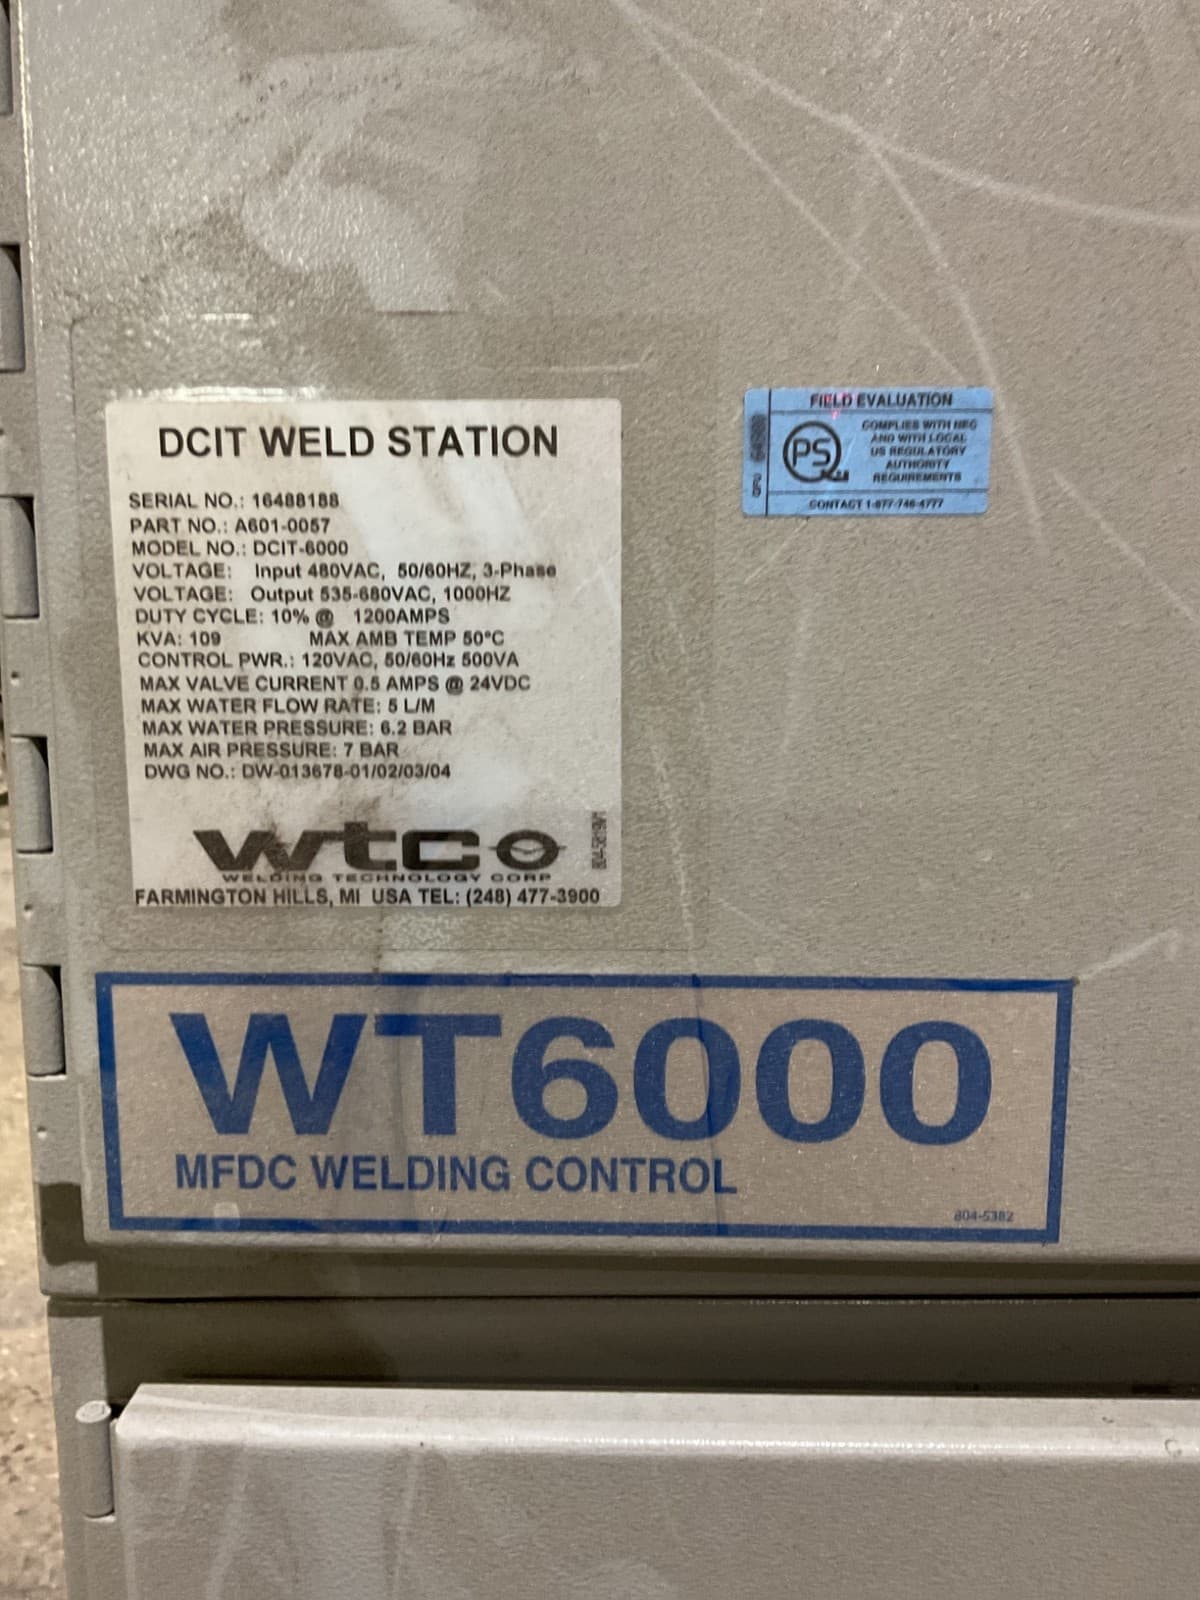 DCIT WELD STATION
SERIAL NO.: 16488188
PART NO.: A601-0057
MODEL NO.: DCIT-6000
VOLTAGE: Input 480VAC, 50/60HZ, 3-Phase
VOLTAGE: Output 535-680VAC, 1000HZ
DUTY CYCLE: 10% @ 1200AMPS
KVA: 109 MAX AMB TEMP 50°C
CONTROL PWR.: 120VAC, 50/60Hz 500VA
MAX VALVE CURRENT 0.5 AMPS @ 24VDC
MAX WATER FLOW RATE: 5 L/M
MAX WATER PRESSURE: 6.2 BAR
MAX AIR PRESSURE: 7 BAR
DWG NO.: DW-013678-01/02/03/04
wtco
WELDING TECHNOLOGY CORP
FARMINGTON HILLS, MI USA TEL: (248) 477-3900
FIELD EVALUATION
QPS
COMPLIES WITH NEC
AND WITH LOCAL
US REGULATORY
AUTHORITY
REQUIREMENTS
CONTACT 1-877-746-4777
WT6000
MFDC WELDING CONTROL
804-5382